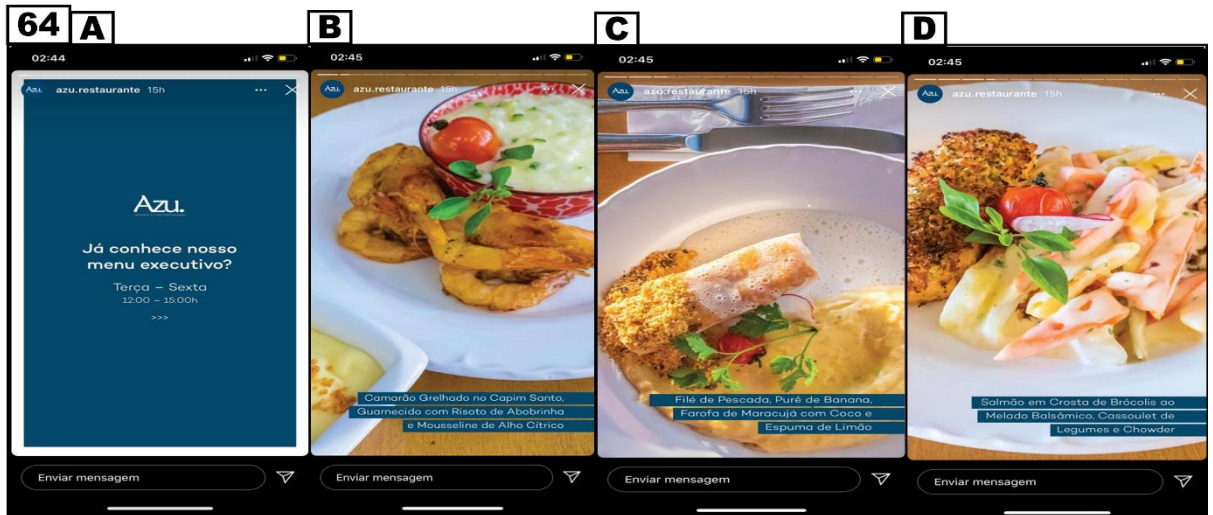 64
A
B
C
D
02:44
Azu. azu.restaurante 15h
Azu.
Já conhece nosso
menu executivo?
Terça – Sexta
12:00 – 15:00h
>>>
Enviar mensagem
02:45
Azu. azu.restaurante 15h
Camarão Grelhado no Capim Santo,
Guarnecido com Risoto de Abobrinha
e Mousseline de Alho Cítrico
Enviar mensagem
02:45
Azu. azu.restaurante 15h
Filé de Pescada, Purê de Banana,
Farofa de Maracujá com Coco e
Espuma de Limão
Enviar mensagem
02:45
Azu. azu.restaurante 15h
Salmão em Crosta de Brócolis ao
Melado Balsâmico, Cassoulet de
Legumes e Chowder
Enviar mensagem